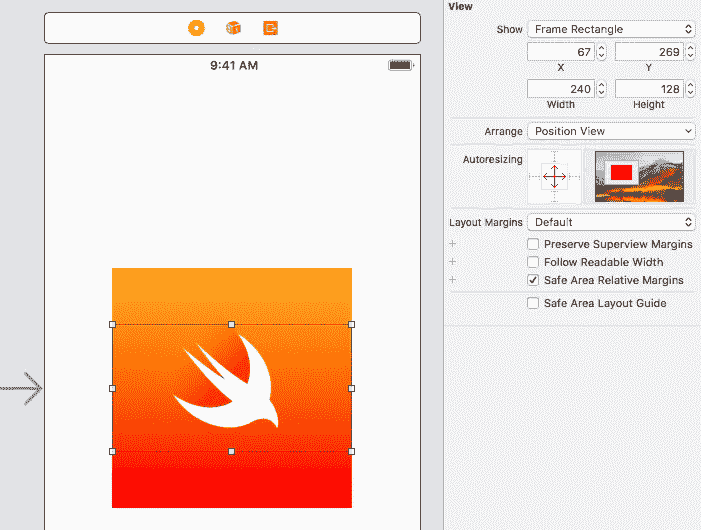 View
Show Frame Rectangle
67 269
X Y
240 128
Width Height
Arrange Position View
Autoresizing
Layout Margins Default
Preserve Superview Margins
Follow Readable Width
Safe Area Relative Margins
Safe Area Layout Guide
9:41 AM